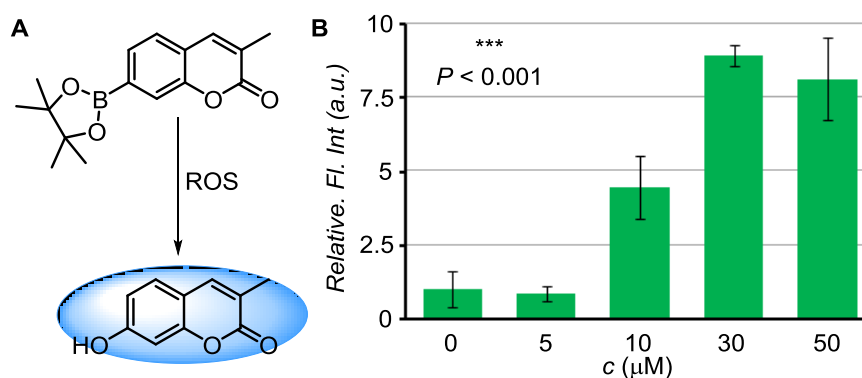 A
O
B
O
O
O
ROS
HO
O
O
B
***
P < 0.001
Relative. Fl. Int (a.u.)
10
7.5
5
2.5
0
0 5 10 30 50
c (μM)